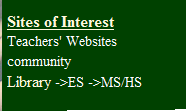 Sites of Interest
Teachers' Websites
community
Library ->ES ->MS/HS